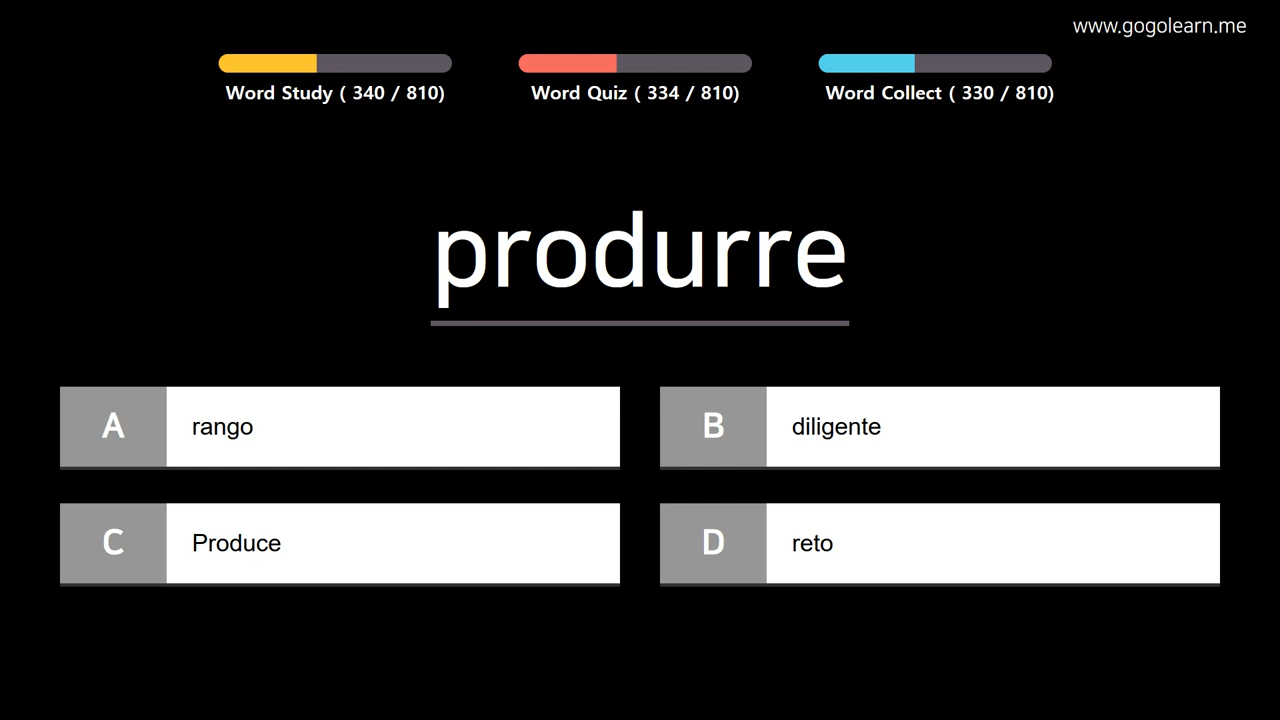 www.gogolearn.me
Word Study ( 340 / 810)
Word Quiz ( 334 / 810)
Word Collect ( 330 / 810)
produrre
A rango
B diligente
C Produce
D reto